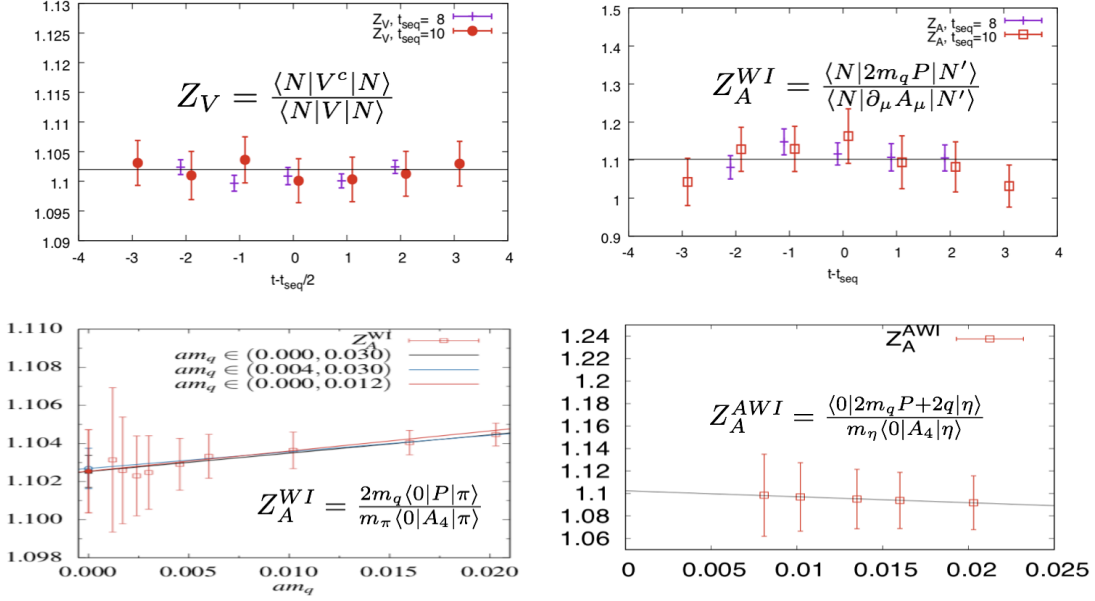 1.13
1.125
1.12
1.115
1.11
1.105
1.1
1.095
1.09
-4 -3 -2 -1 0 1 2 3 4
t-t_seq/2
Z_V, t_seq= 8
Z_V, t_seq=10
Z_V = ⟨N|V^c|N⟩ / ⟨N|V|N⟩
1.5
1.4
1.3
1.2
1.1
1
0.9
-4 -3 -2 -1 0 1 2 3 4
t-t_seq
Z_A, t_seq= 8
Z_A, t_seq=10
Z_A^{WI} = ⟨N|2m_qP|N′⟩ / ⟨N|∂_μA_μ|N′⟩
1.110
1.108
1.106
1.104
1.102
1.100
1.098
0.000 0.005 0.010 0.015 0.020
am_q
Z_A^{WI}
am_q ∈ (0.000, 0.030)
am_q ∈ (0.004, 0.030)
am_q ∈ (0.000, 0.012)
Z_A^{WI} = 2m_q⟨0|P|π⟩ / m_π⟨0|A_4|π⟩
1.24
1.22
1.2
1.18
1.16
1.14
1.12
1.1
1.08
1.06
0 0.005 0.01 0.015 0.02 0.025
Z_A^{AWI}
Z_A^{AWI} = ⟨0|2m_qP+2q|η⟩ / m_η⟨0|A_4|η⟩